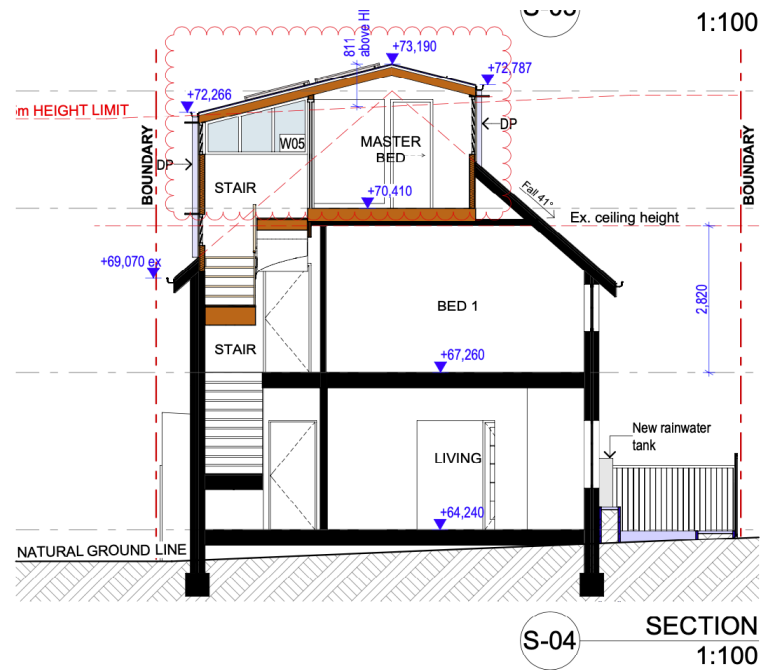 1:100
811
above HI
+73,190
+72,787
+72,266
m HEIGHT LIMIT
BOUNDARY
BOUNDARY
DP
DP
W05
MASTER
BED
STAIR
+70,410
Fall 41°
Ex. ceiling height
+69,070 ex
2,820
BED 1
STAIR
+67,260
New rainwater
tank
LIVING
+64,240
NATURAL GROUND LINE
S-04
SECTION
1:100